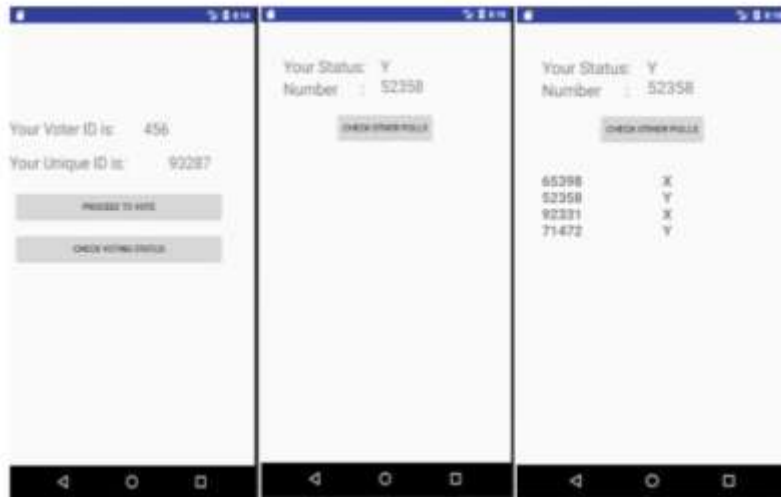 Your Voter ID is: 456
Your Unique ID is: 93287
PROCEED TO VOTE
CHECK VOTING STATUS
Your Status: Y
Number : 52358
CHECK OTHER POLLS
Your Status: Y
Number : 52358
CHECK OTHER POLLS
65398 X
52358 Y
92331 X
71472 Y